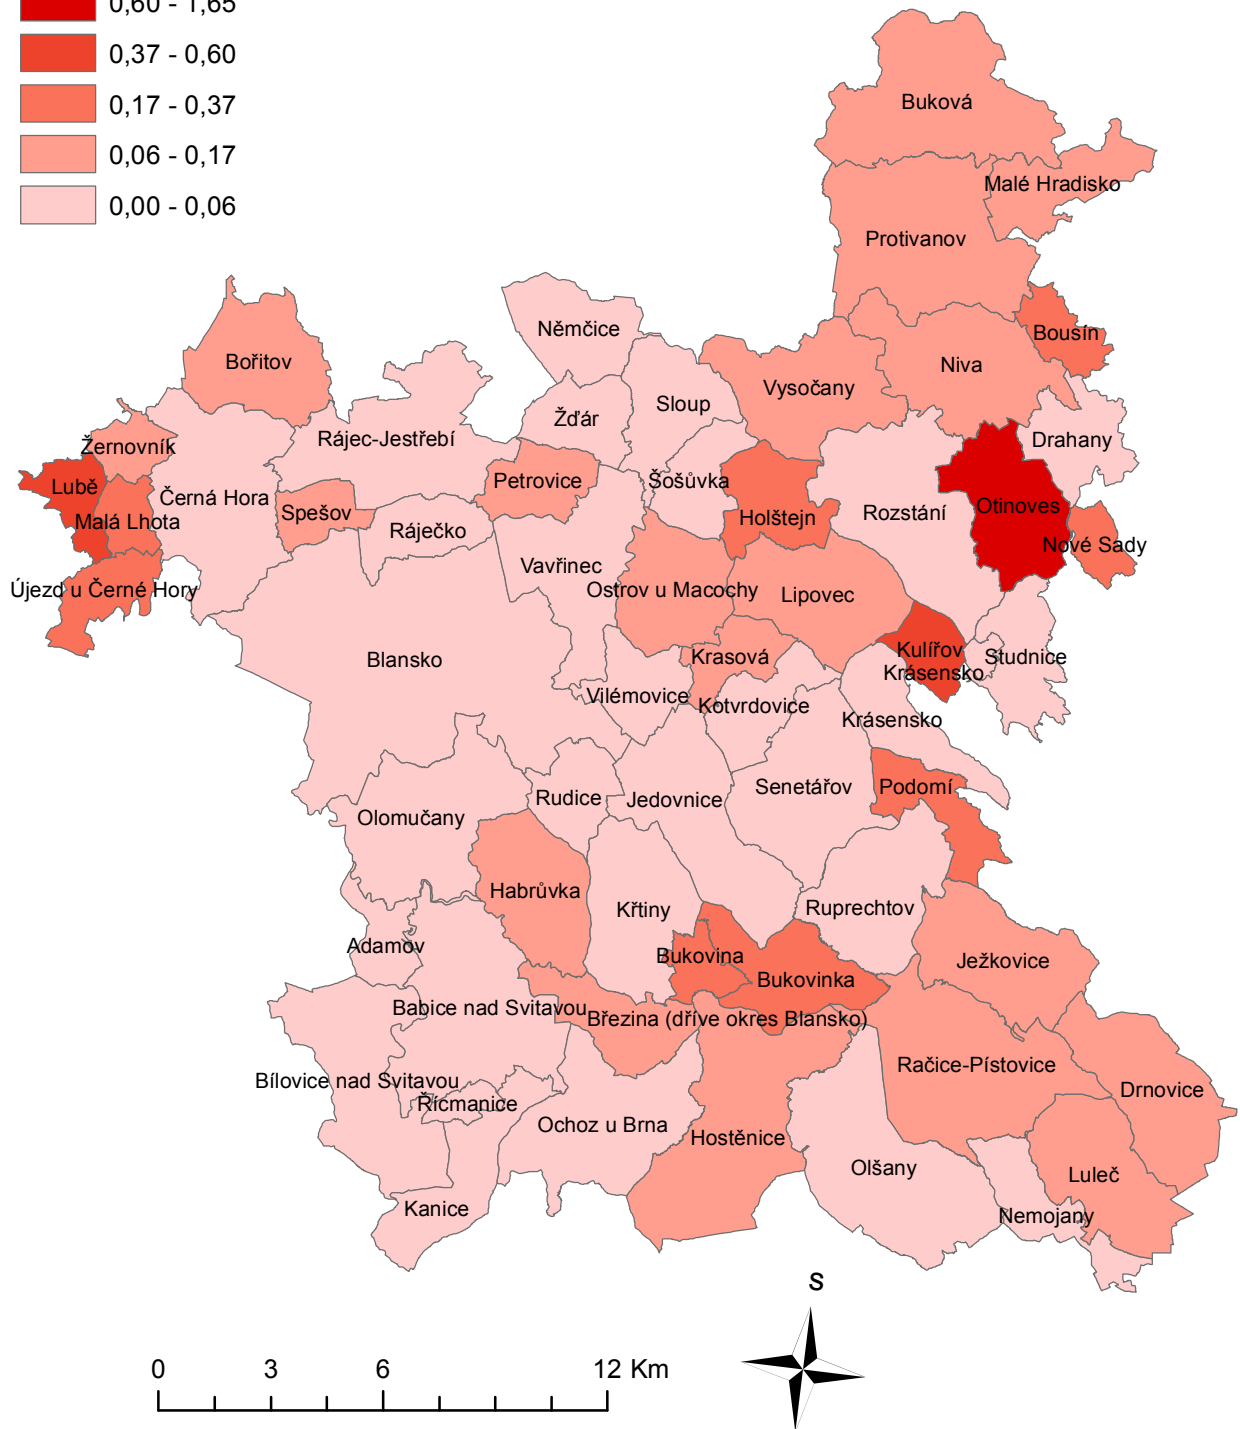 0,60 - 1,65
0,37 - 0,60
0,17 - 0,37
0,06 - 0,17
0,00 - 0,06
Buková
Malé Hradisko
Protivanov
Němčice
Bousín
Bořitov
Niva
Vysočany
Sloup
Žďár
Rájec-Jestřebí
Drahany
Žernovník
Petrovice
Šošůvka
Lubě
Černá Hora
Otinoves
Spešov
Rozstání
Holštejn
Malá Lhota
Ráječko
Nové Sady
Vavřinec
Újezd u Černé Hory
Ostrov u Macochy
Lipovec
Kulířov
Blansko
Krasová
Studnice
Krásensko
Vilémovice
Kotvrdovice
Krásensko
Senetářov
Podomí
Rudice
Jedovnice
Olomučany
Habrůvka
Křtiny
Ruprechtov
Adamov
Bukovina
Ježkovice
Bukovinka
Babice nad Svitavou
Březina (dříve okres Blansko)
Račice-Pístovice
Bílovice nad Svitavou
Drnovice
Řícmanice
Ochoz u Brna
Hostěnice
Olšany
Luleč
Kanice
Nemojany
S
0 3 6 12 Km